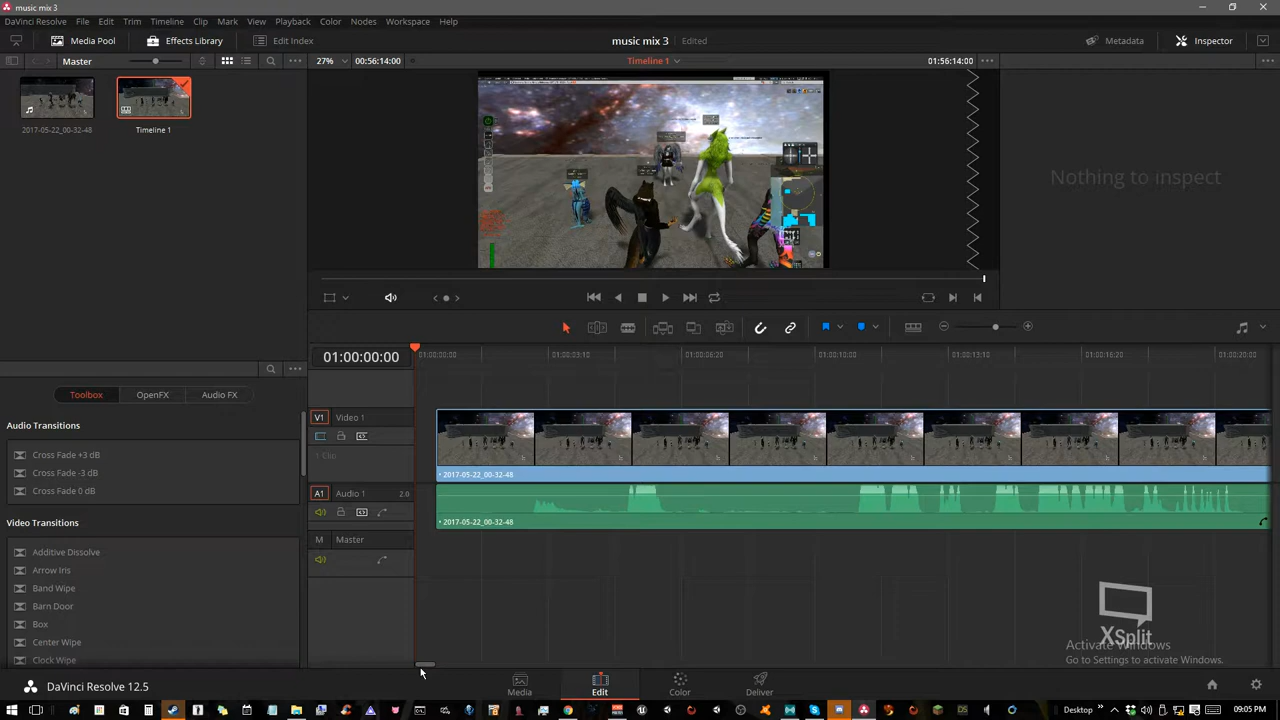 music mix 3
DaVinci Resolve File Edit Trim Timeline Clip Mark View Playback Color Nodes Workspace Help
Media Pool Effects Library Edit Index music mix 3 Edited Metadata Inspector
Master 27% 00:56:14:00 Timeline 1 01:56:14:00
2017-05-22_00-32-48 Timeline 1
Nothing to inspect
01:00:00:00 01:00:00:00 01:00:03:10 01:00:06:20 01:00:10:00 01:00:13:10 01:00:16:20 01:00:20:00
Toolbox OpenFX Audio FX
V1 Video 1
Audio Transitions
Cross Fade +3 dB
1 Clip
Cross Fade -3 dB
2017-05-22_00-32-48
Cross Fade 0 dB
A1 Audio 1 2.0
Video Transitions
2017-05-22_00-32-48
M Master
Additive Dissolve
Arrow Iris
Band Wipe
Barn Door
Box
Center Wipe
Clock Wipe
XSplit
Activate Windows
Go to Settings to activate Windows.
DaVinci Resolve 12.5 Media Edit Color Deliver
Desktop 09:05 PM